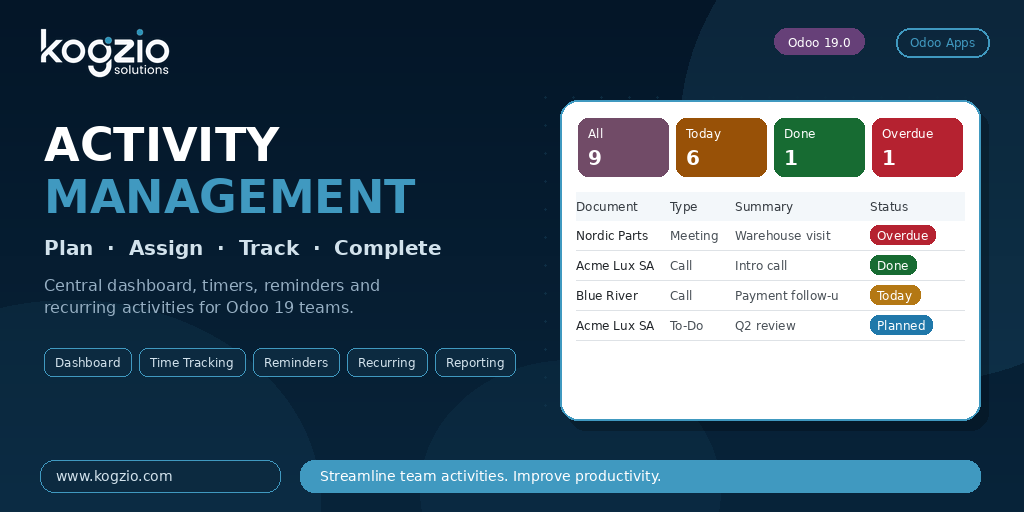 kogzio
solutions
Odoo 19.0
Odoo Apps
ACTIVITY
MANAGEMENT
Plan · Assign · Track · Complete
Central dashboard, timers, reminders and
recurring activities for Odoo 19 teams.
Dashboard Time Tracking Reminders Recurring Reporting
All Today Done Overdue
9 6 1 1
Document Type Summary Status
Nordic Parts Meeting Warehouse visit Overdue
Acme Lux SA Call Intro call Done
Blue River Call Payment follow-u Today
Acme Lux SA To-Do Q2 review Planned
www.kogzio.com
Streamline team activities. Improve productivity.